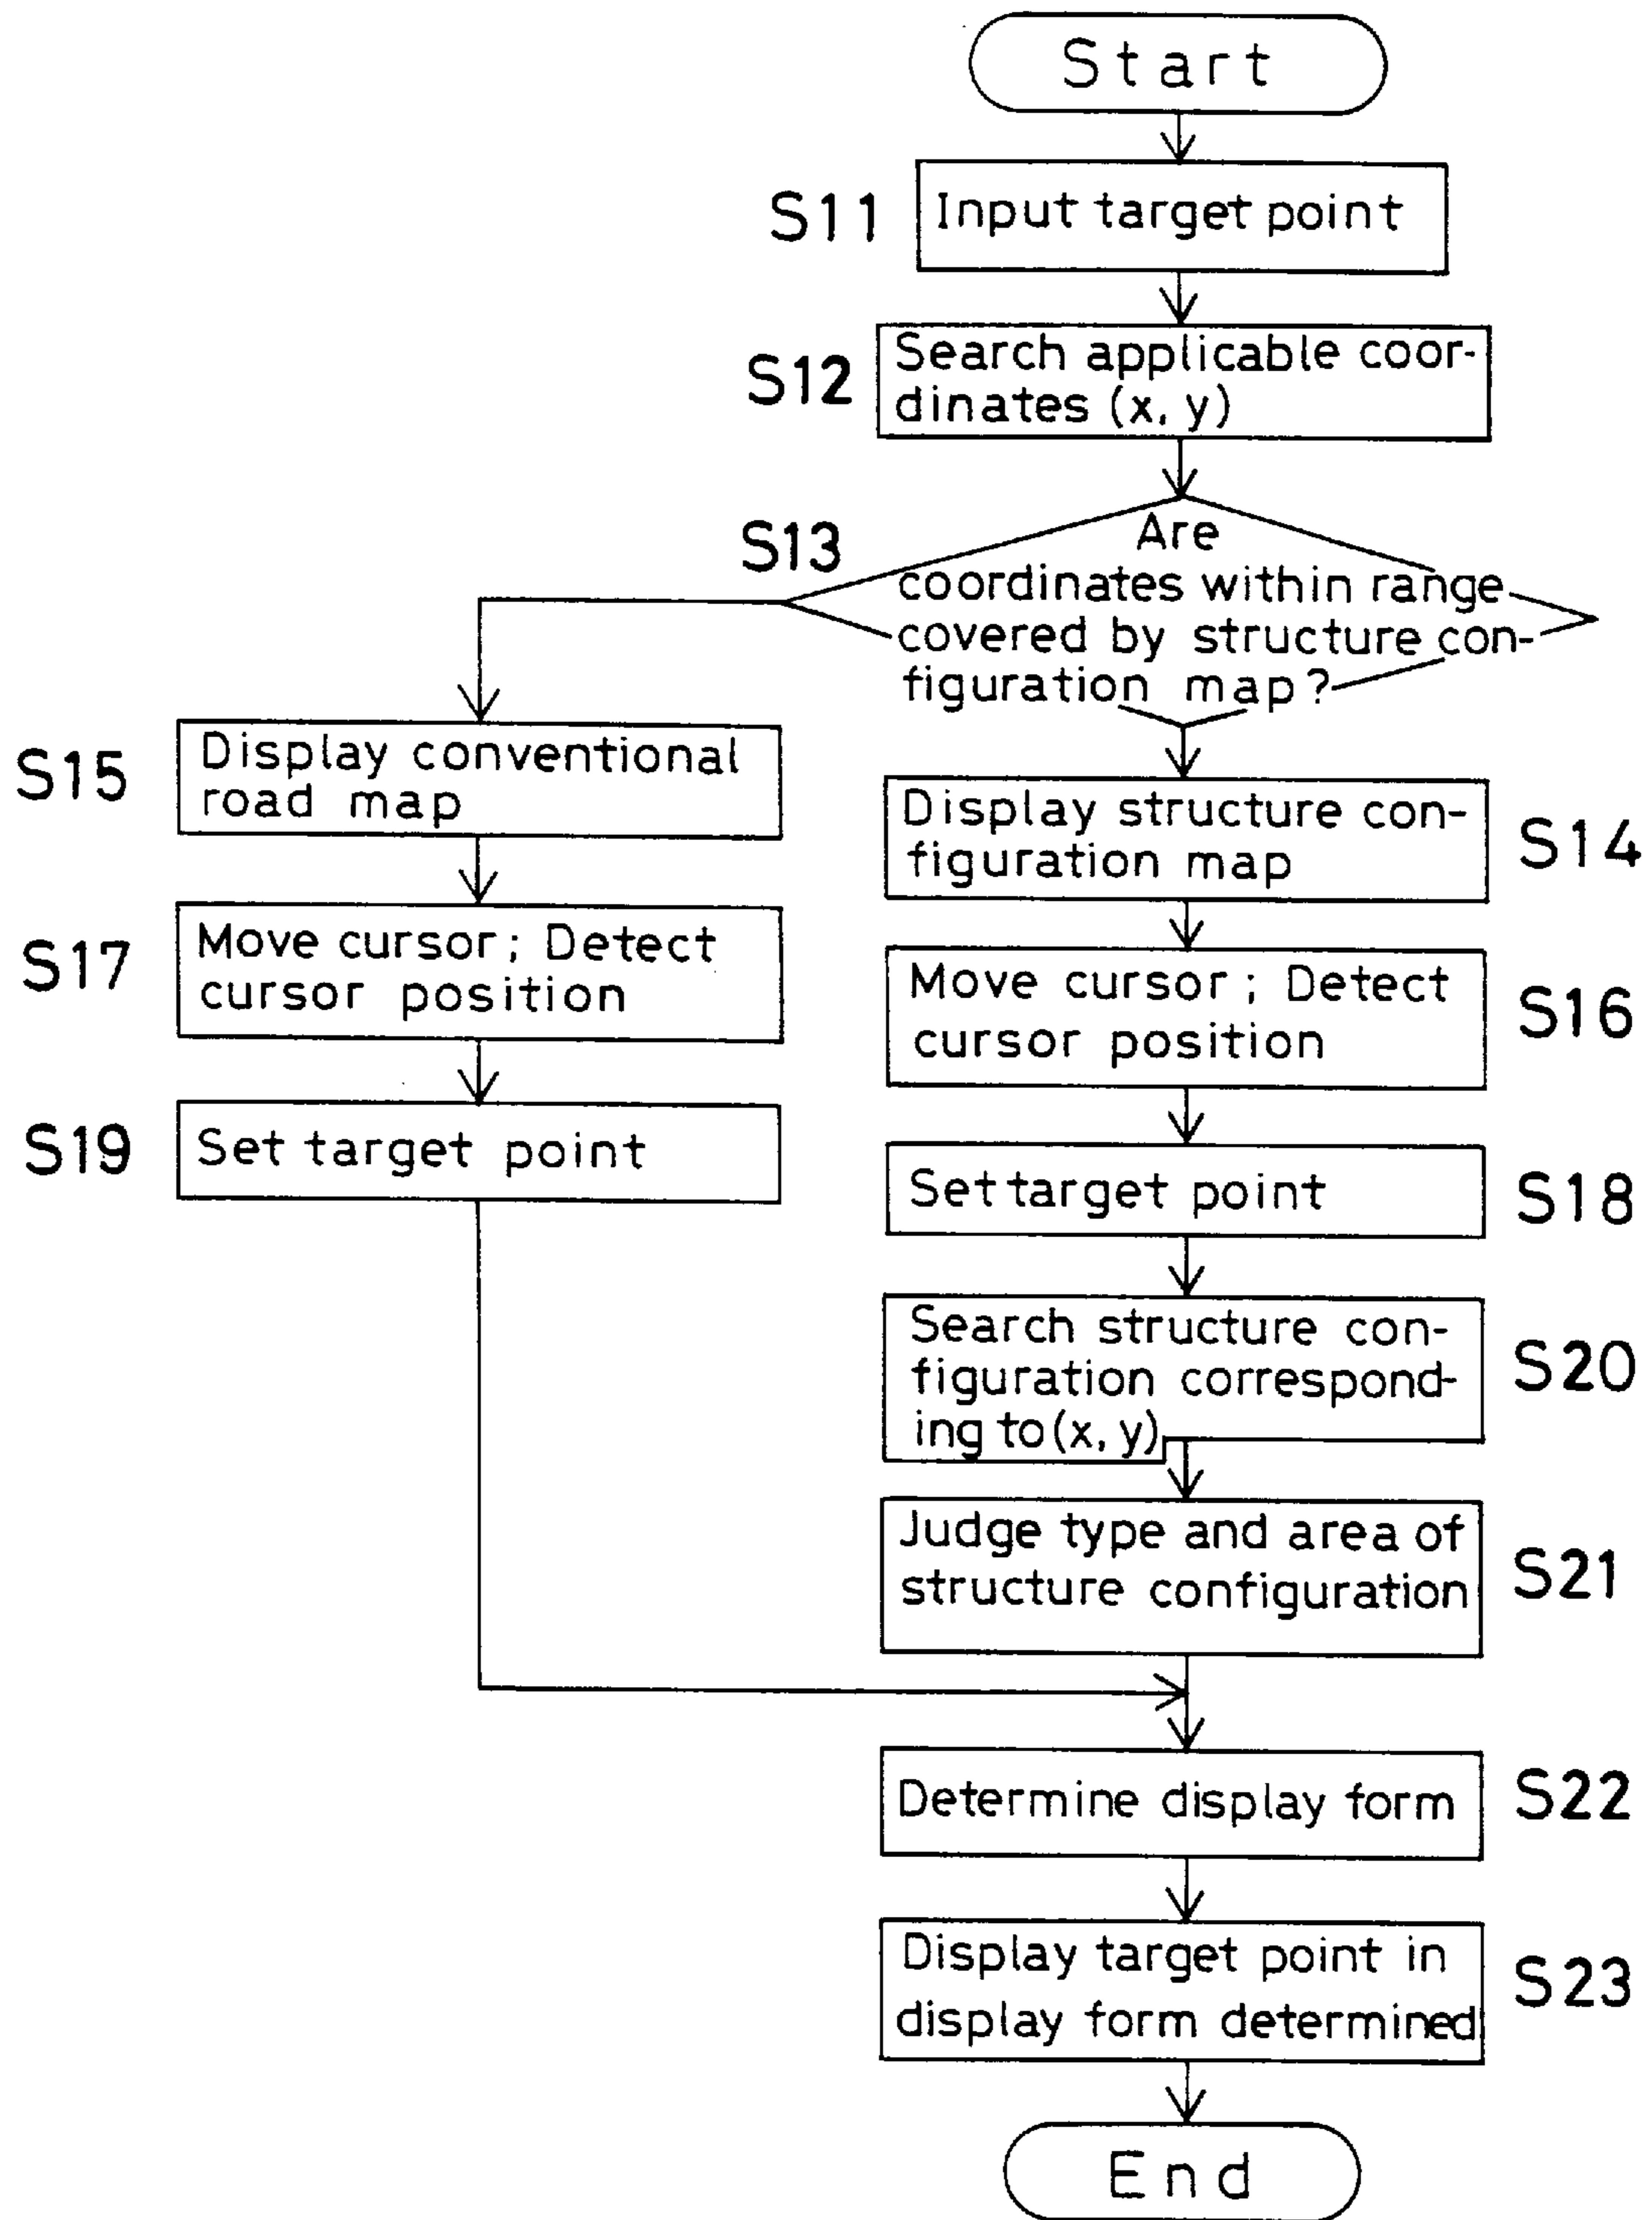 Start
S11
Input target point
S12
Search applicable coor-
dinates (x, y)
S13
Are
coordinates within range
covered by structure con-
figuration map?
S15
Display conventional
road map
S14
Display structure con-
figuration map
S17
Move cursor; Detect
cursor position
S16
Move cursor; Detect
cursor position
S19
Set target point
S18
Set target point
S20
Search structure con-
figuration correspond-
ing to (x, y)
S21
Judge type and area of
structure configuration
S22
Determine display form
S23
Display target point in
display form determined
End